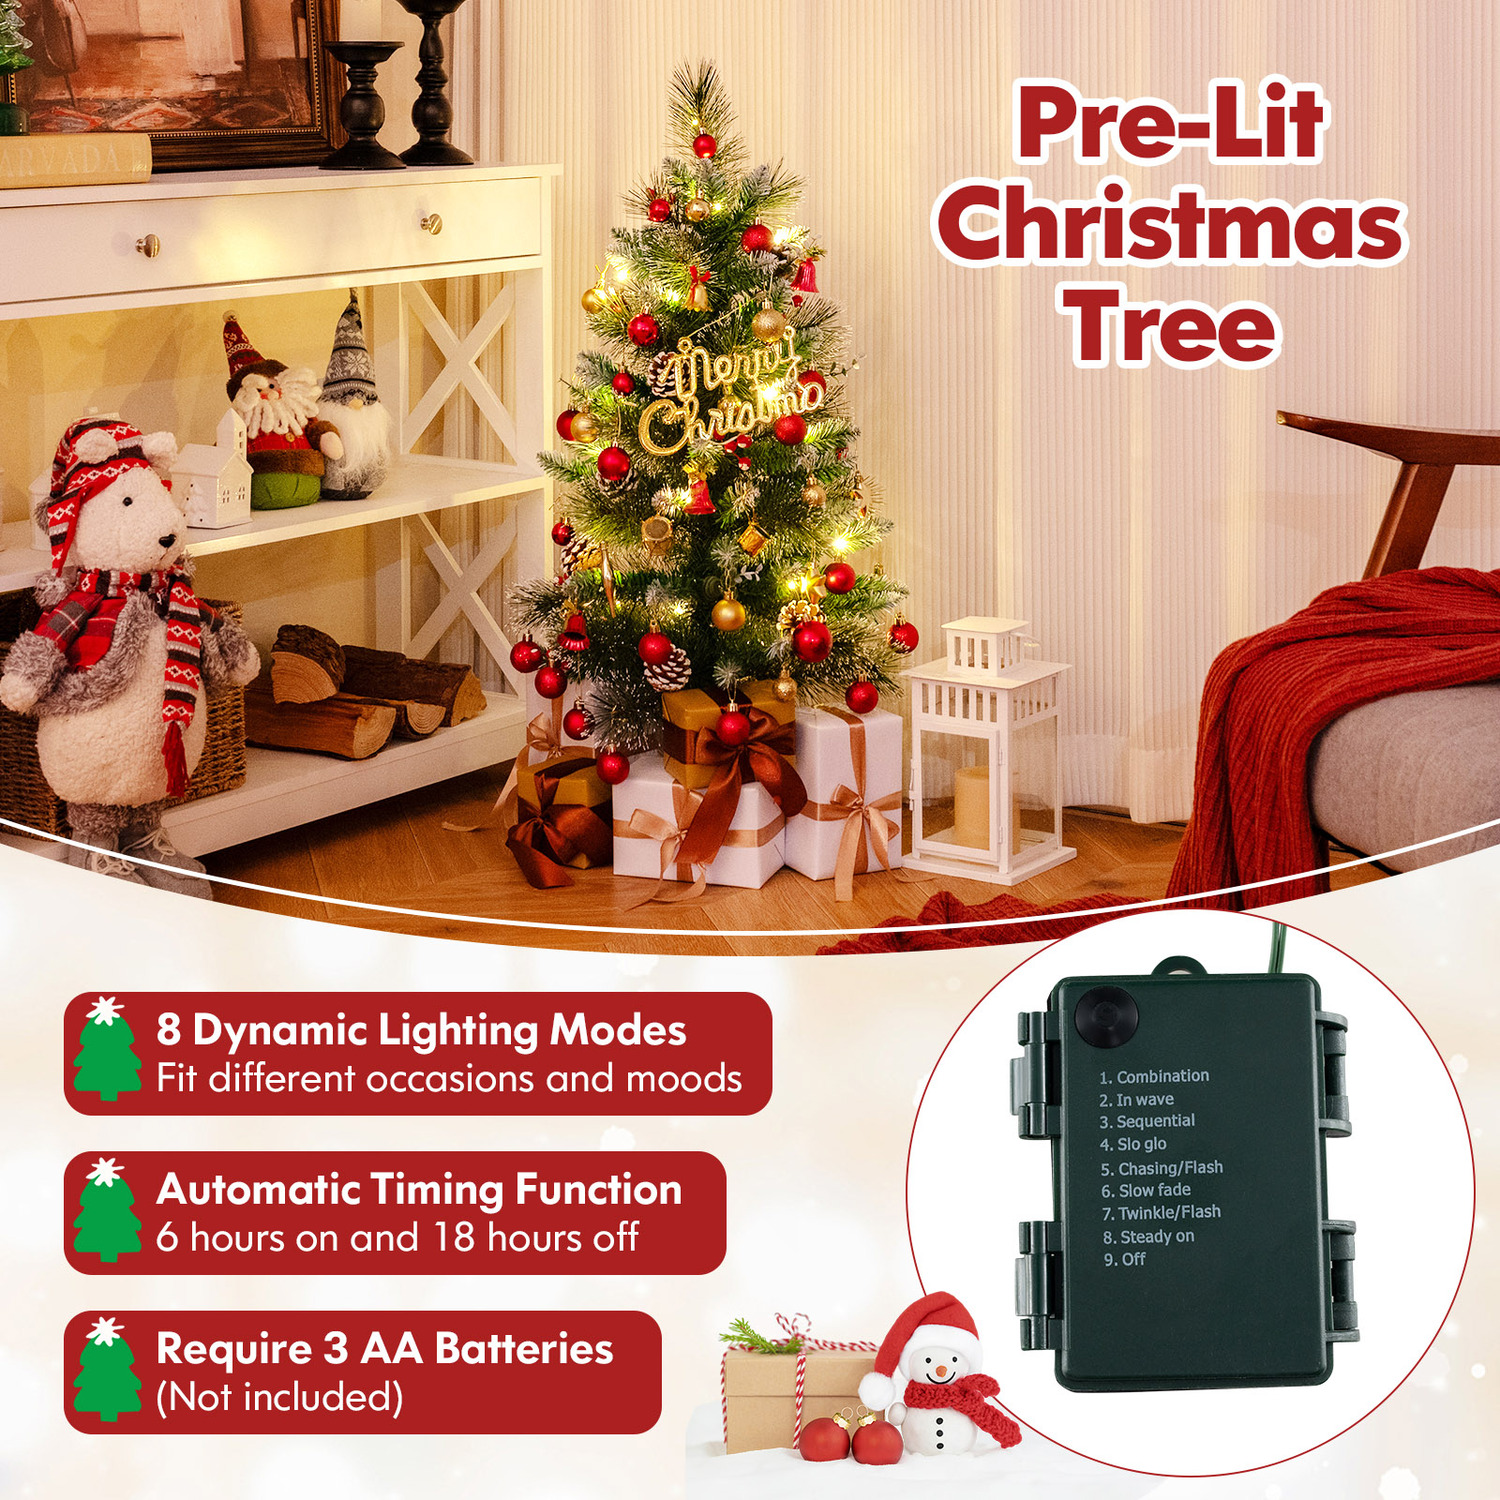 Pre-Lit
Christmas
Tree
Merry
Christma
8 Dynamic Lighting Modes
Fit different occasions and moods
Automatic Timing Function
6 hours on and 18 hours off
Require 3 AA Batteries
(Not included)
1. Combination
2. In wave
3. Sequential
4. Slo glo
5. Chasing/Flash
6. Slow fade
7. Twinkle/Flash
8. Steady on
9. Off